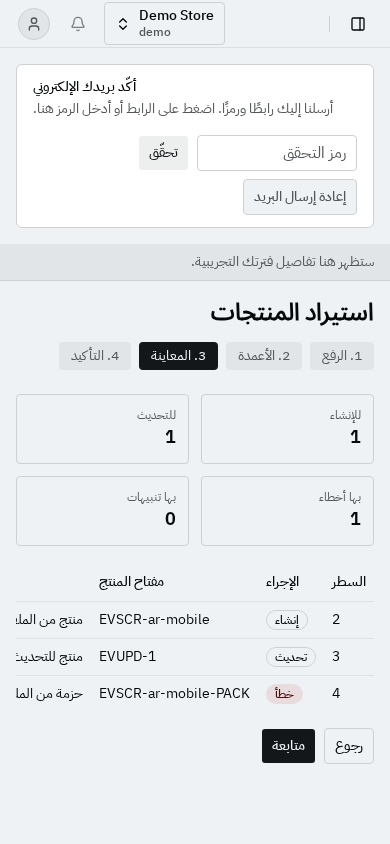 Demo Store
demo
أكّد بريدك الإلكتروني
أرسلنا إليك رابطًا ورمزًا. اضغط على الرابط أو أدخل الرمز هنا.
رمز التحقق
تحقّق
إعادة إرسال البريد
ستظهر هنا تفاصيل فترتك التجريبية.
استيراد المنتجات
1. الرفع 2. الأعمدة 3. المعاينة 4. التأكيد
للإنشاء
1
للتحديث
1
بها أخطاء
1
بها تنبيهات
0
السطر الإجراء مفتاح المنتج
2 إنشاء EVSCR-ar-mobile منتج من
3 تحديث EVUPD-1 منتج للتحديث
4 خطأ EVSCR-ar-mobile-PACK حزمة من
رجوع متابعة